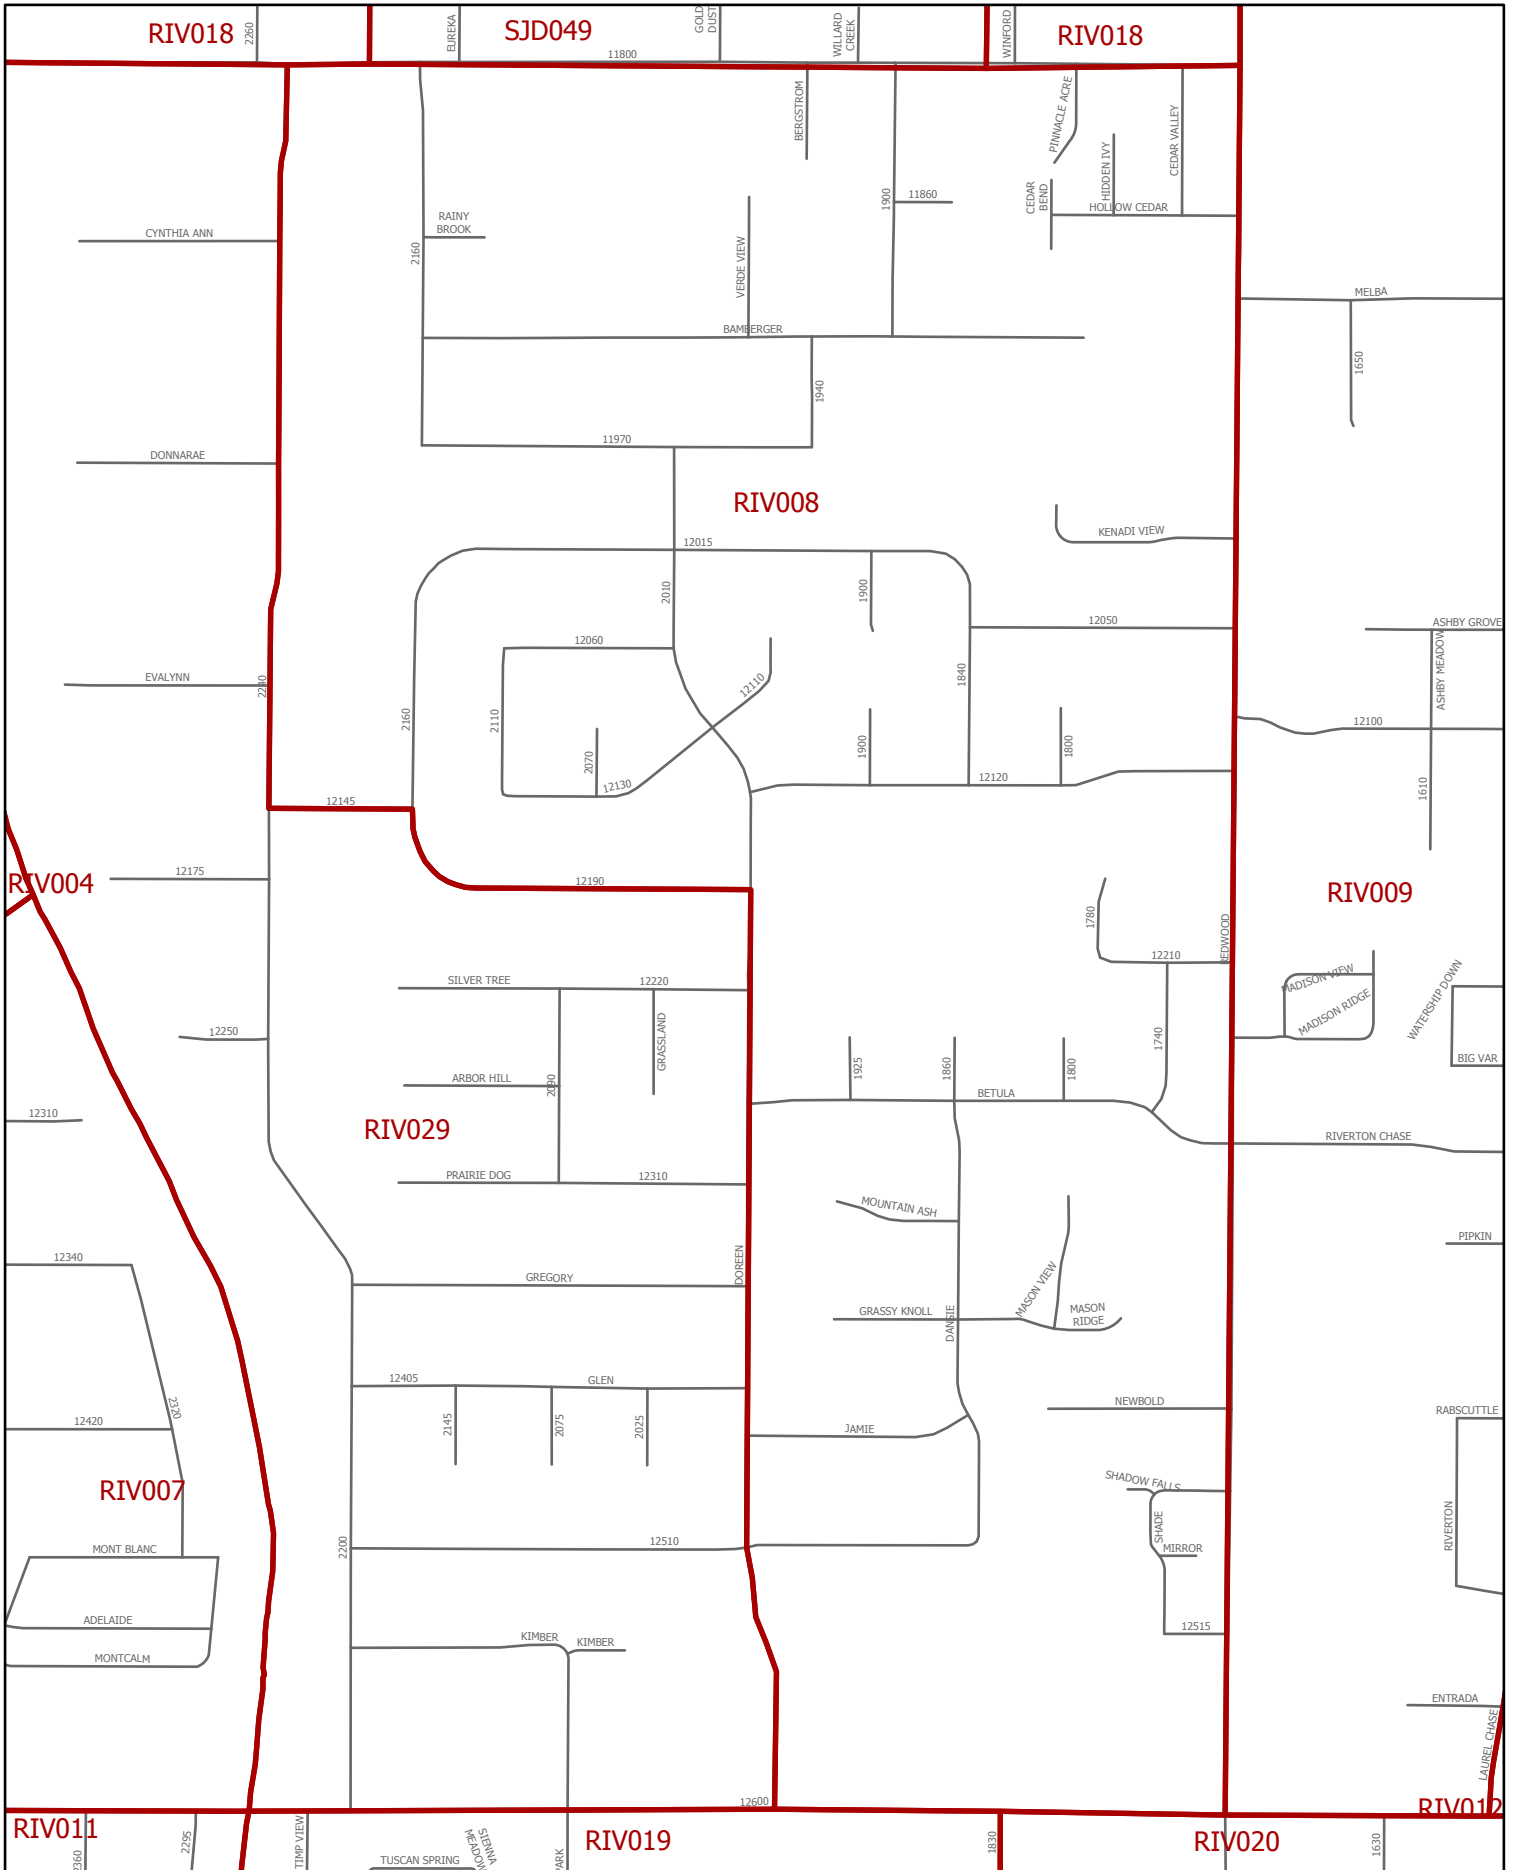 RIV018
2260
EUREKA
SJD049
GOLD
DUST
WILLARD
CREEK
WINFORD
RIV018
11800
BERGSTROM
PINNACLE ACRE
CEDAR VALLEY
HIDDEN IVY
CEDAR
BEND
1900
11860
HOLLOW CEDAR
RAINY
BROOK
CYNTHIA ANN
2160
VERDE VIEW
MELBA
BAMBERGER
1650
1940
11970
DONNARAE
RIV008
KENADI VIEW
12015
2010
1900
12050
ASHBY GROVE
12060
ASHBY MEADOW
EVALYNN
2240
12110
1840
2160
2110
12100
2070
1900
1800
12130
12120
1610
12145
12175
RIV004
12190
RIV009
1780
REDWOOD
12210
SILVER TREE
12220
MADISON VIEW
MADISON RIDGE
WATERSHIP DOWN
12250
GRASSLAND
1740
BIG VAR
ARBOR HILL
2090
1925
1860
1800
BETULA
12310
RIV029
RIVERTON CHASE
PRAIRIE DOG
12310
MOUNTAIN ASH
PIPKIN
12340
DOREEN
GREGORY
MASON VIEW
GRASSY KNOLL
DANSIE
MASON
RIDGE
12405
GLEN
2320
NEWBOLD
RABSCUTTLE
12420
2145
2075
2025
JAMIE
RIV007
SHADOW FALLS
SHADE
RIVERTON
2200
12510
MONT BLANC
MIRROR
ADELAIDE
12515
KIMBER
KIMBER
MONTCALM
ENTRADA
LAUREL CHASE
12600
RIV012
RIV011
2360
2295
TIMP VIEW
TUSCAN SPRING
SIENNA
MEADOW
PARK
RIV019
1830
RIV020
1630